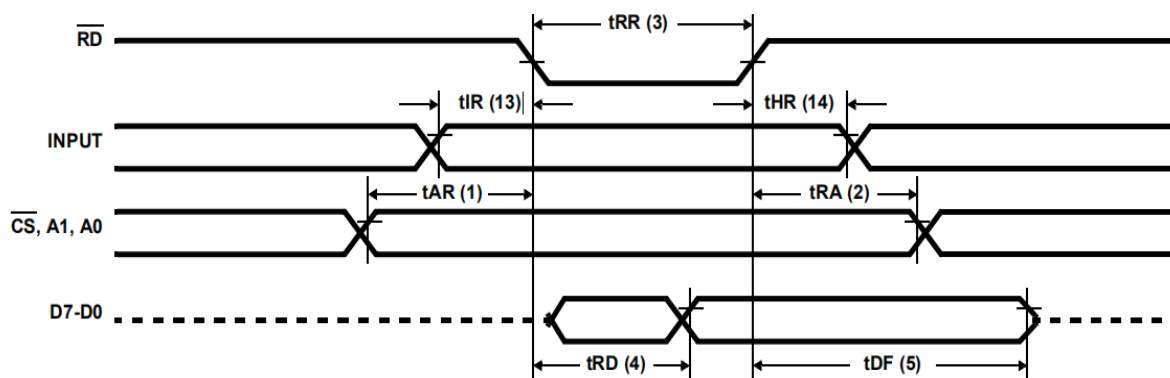 tRR (3)
RD
tIR (13)
tHR (14)
INPUT
tAR (1)
tRA (2)
CS, A1, A0
D7-D0
tRD (4)
tDF (5)